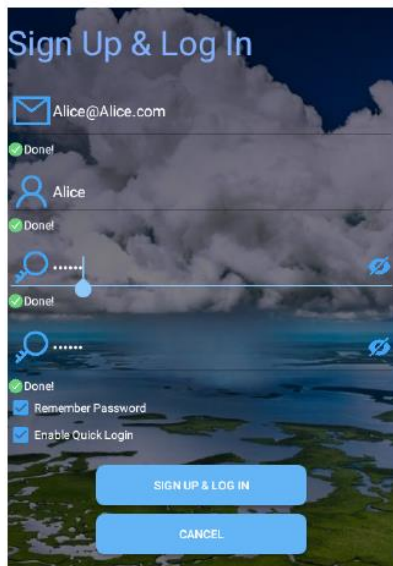 Sign Up & Log In
Alice@Alice.com
Done!
Alice
Done!
••••••
Done!
••••••
Done!
Remember Password
Enable Quick Login
SIGN UP & LOG IN
CANCEL